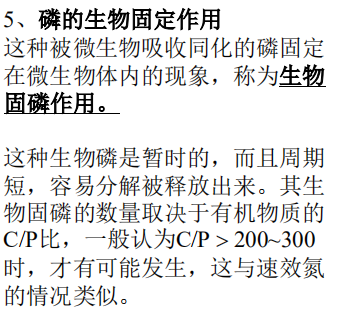 5、磷的生物固定作用
这种被微生物吸收同化的磷固定
在微生物体内的现象，称为生物
固磷作用。
这种生物磷是暂时的，而且周期
短，容易分解被释放出来。其生
物固磷的数量取决于有机物质的
C/P比，一般认为C/P > 200~300
时，才有可能发生，这与速效氮
的情况类似。